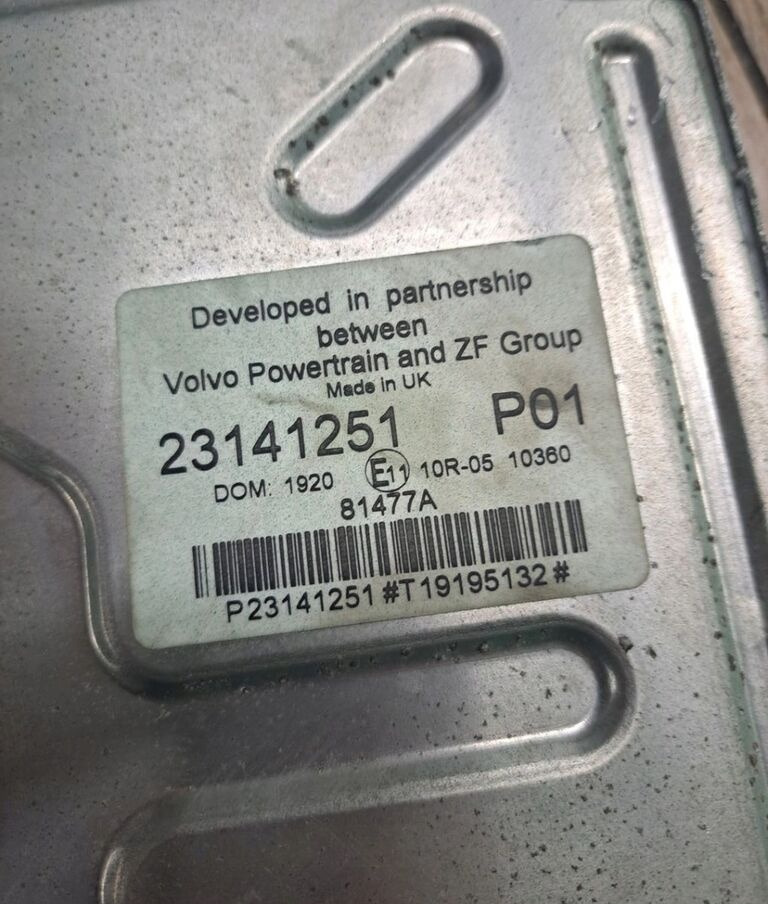 Developed in partnership
between
Volvo Powertrain and ZF Group
Made in UK
23141251 P01
DOM: 1920 E11 10R-05 10360
81477A
P23141251#T19195132#